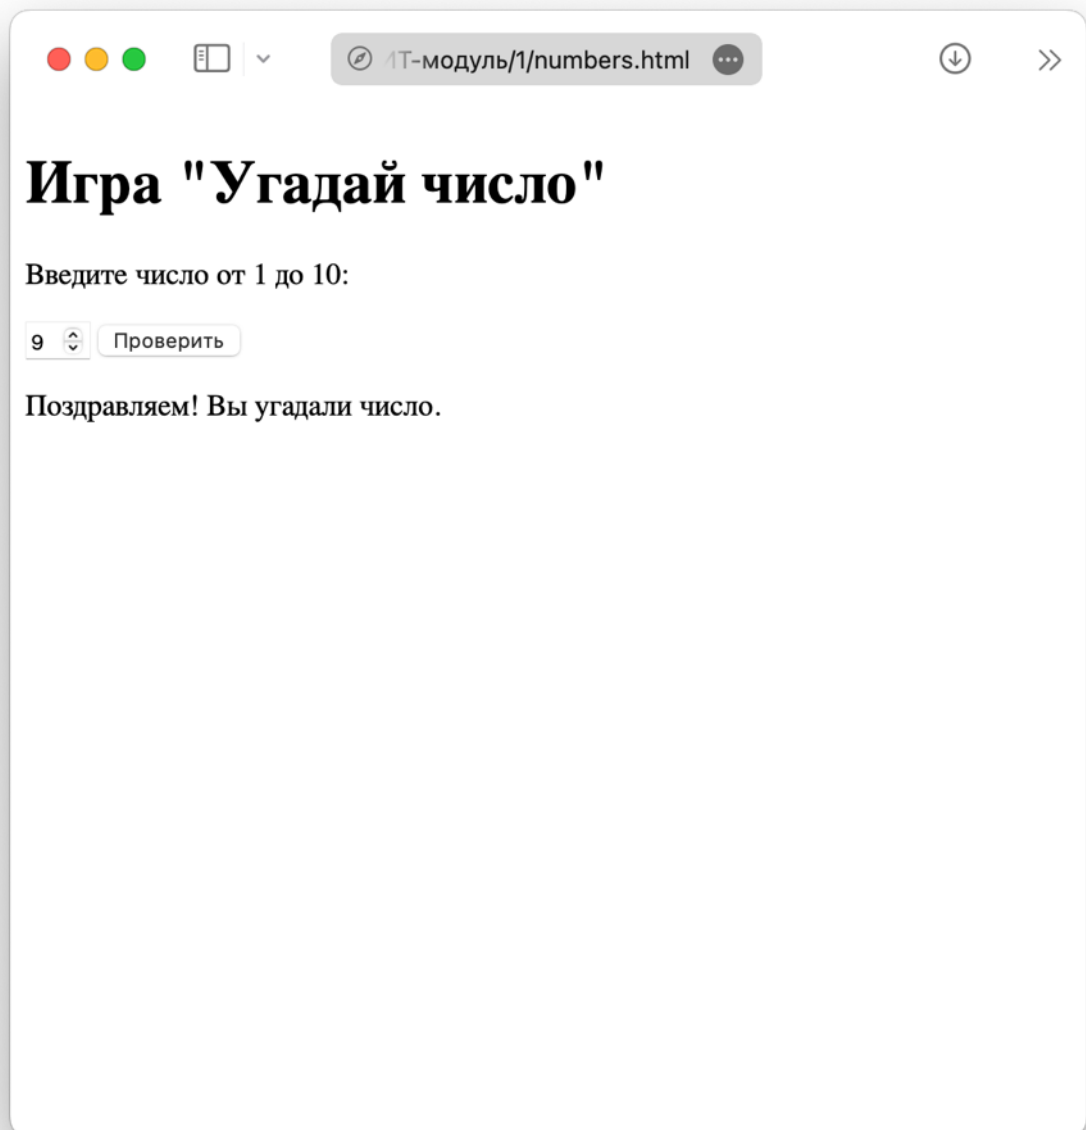 Т-модуль/1/numbers.html
Игра "Угадай число"
Введите число от 1 до 10:
9 Проверить
Поздравляем! Вы угадали число.